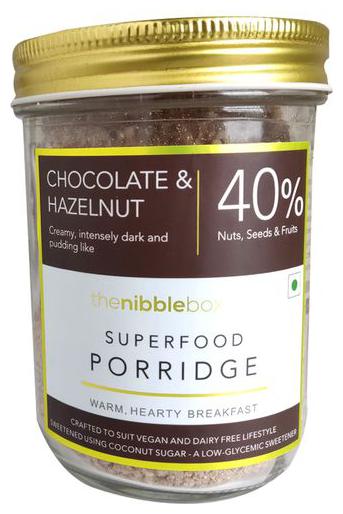 CHOCOLATE &
HAZELNUT
Creamy, intensely dark and
pudding like
40%
Nuts, Seeds & Fruits
thenibblebox
SUPERFOOD
PORRIDGE
WARM, HEARTY BREAKFAST
CRAFTED TO SUIT VEGAN AND DAIRY FREE LIFESTYLE
SWEETENED USING COCONUT SUGAR - A LOW-GLYCEMIC SWEETENER